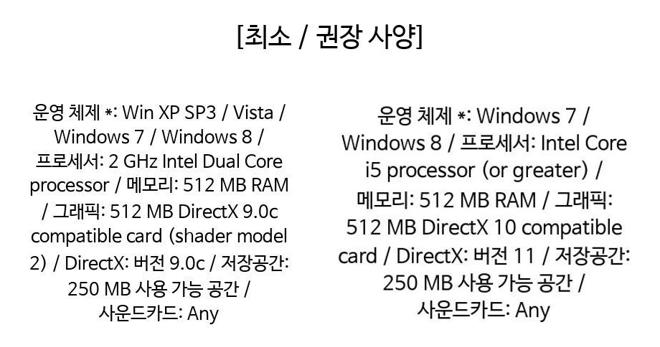 [최소 / 권장 사양]
운영 체제 *: Win XP SP3 / Vista /
Windows 7 / Windows 8 /
프로세서: 2 GHz Intel Dual Core
processor / 메모리: 512 MB RAM
/ 그래픽: 512 MB DirectX 9.0c
compatible card (shader model
2) / DirectX: 버전 9.0c / 저장공간:
250 MB 사용 가능 공간 /
사운드카드: Any
운영 체제 *: Windows 7 /
Windows 8 / 프로세서: Intel Core
i5 processor (or greater) /
메모리: 512 MB RAM / 그래픽:
512 MB DirectX 10 compatible
card / DirectX: 버전 11 / 저장공간:
250 MB 사용 가능 공간 /
사운드카드: Any